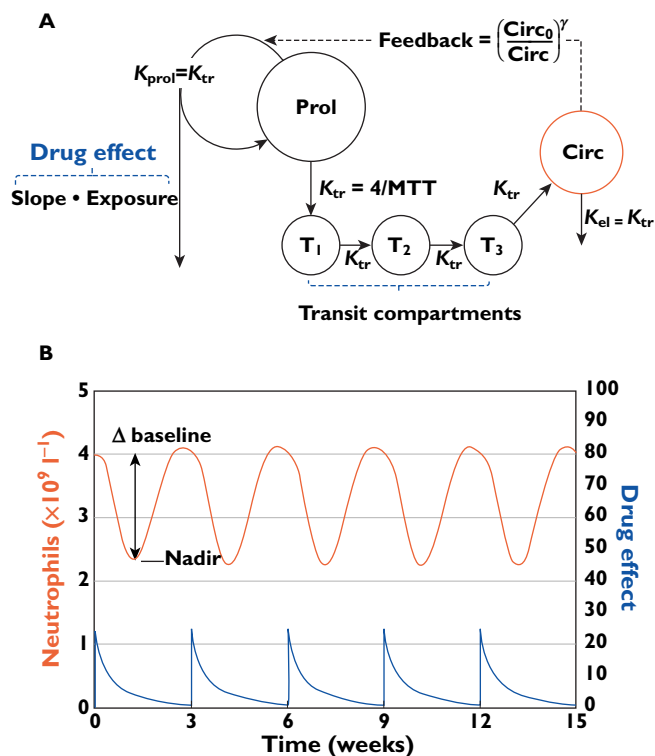 A
Feedback = (Circ₀/Circ)^γ
Kprol=Ktr
Prol
Drug effect
Slope • Exposure
Circ
Ktr = 4/MTT
Ktr
Kel = Ktr
T₁
T₂
T₃
Ktr
Ktr
Transit compartments
B
5
4
3
2
1
0
Neutrophils (×10⁹ l⁻¹)
Δ baseline
Nadir
100
90
80
70
60
50
40
30
20
10
0
Drug effect
0
3
6
9
12
15
Time (weeks)